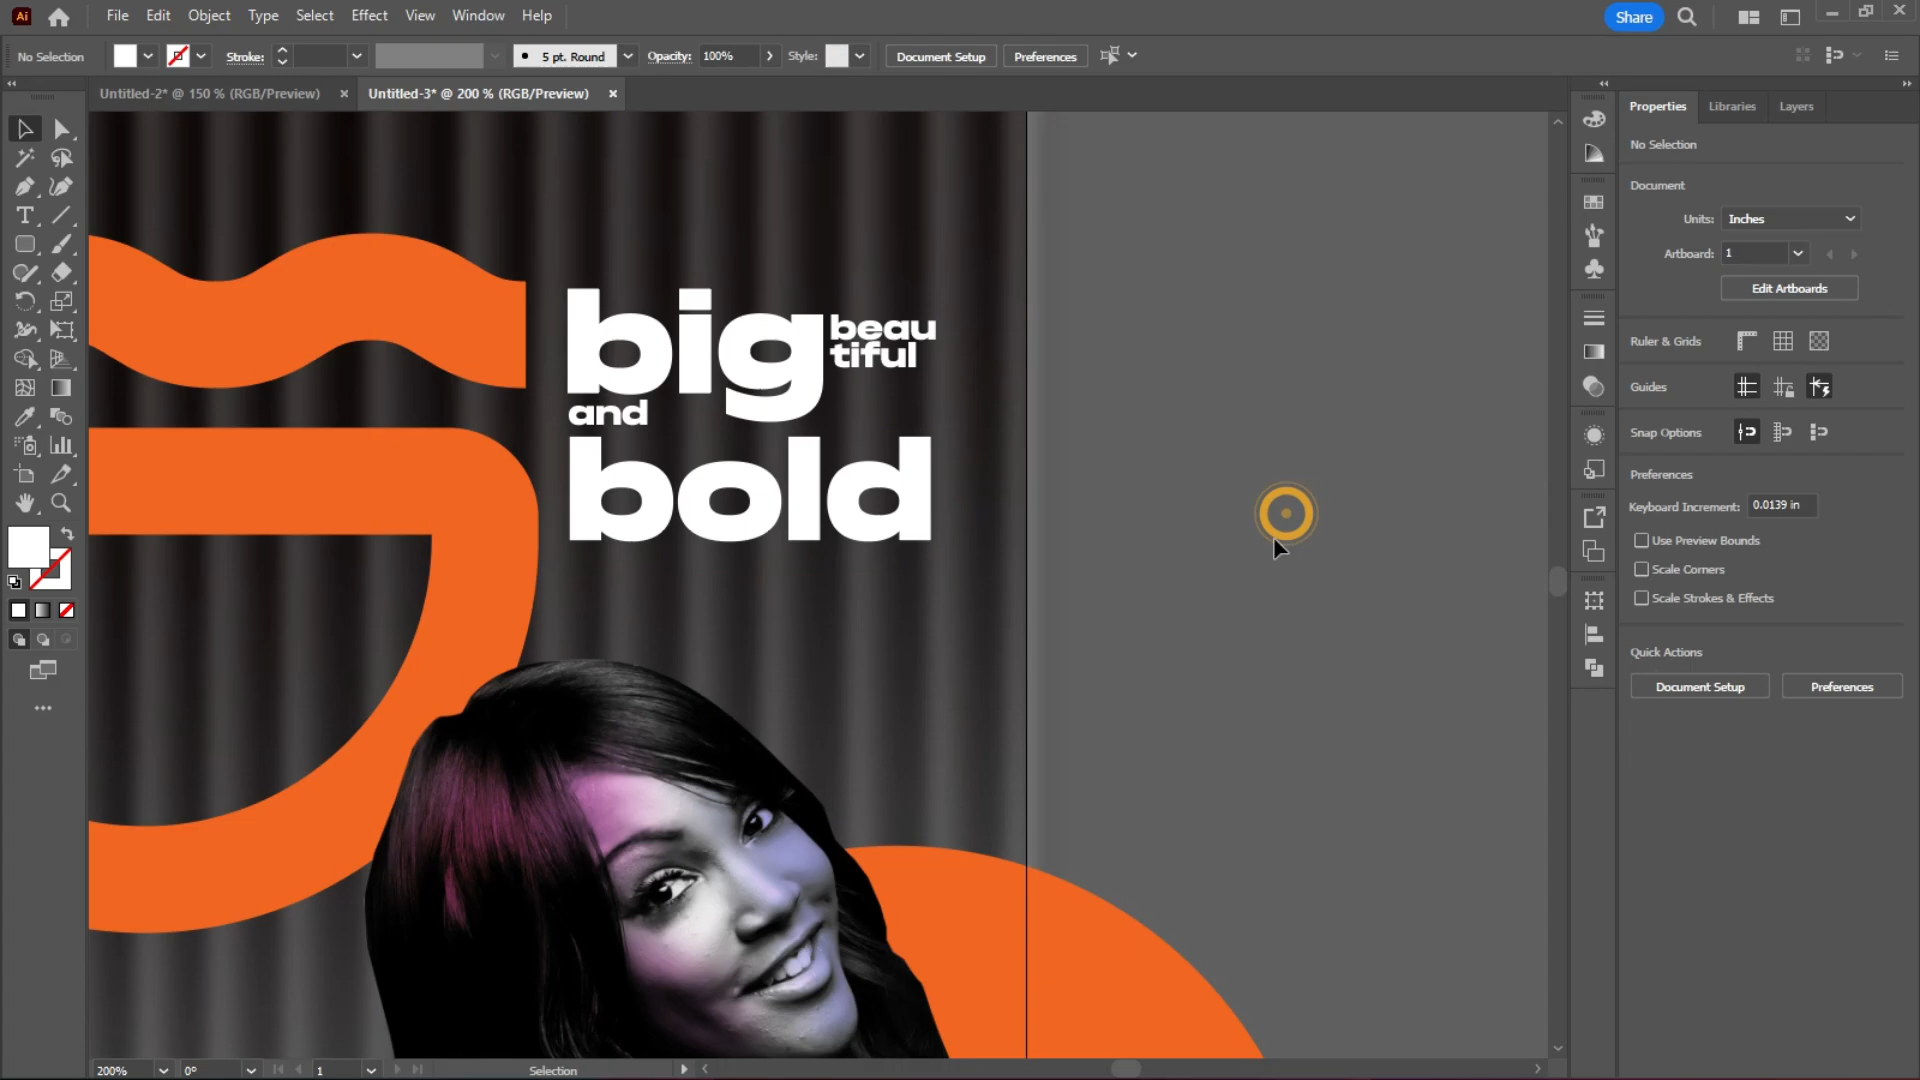 Ai File Edit Object Type Select Effect View Window Help Share
No Selection Stroke: 5 pt. Round Opacity: 100% Style: Document Setup Preferences
Untitled-2* @ 150 % (RGB/Preview) Untitled-3* @ 200 % (RGB/Preview)
Properties Libraries Layers
No Selection
Document
Units: Inches
Artboard: 1
Edit Artboards
Ruler & Grids
Guides
Snap Options
Preferences
Keyboard Increment: 0.0139 in
Use Preview Bounds
Scale Corners
Scale Strokes & Effects
Quick Actions
Document Setup Preferences
big
beau
tiful
and
bold
200% 0° 1 Selection